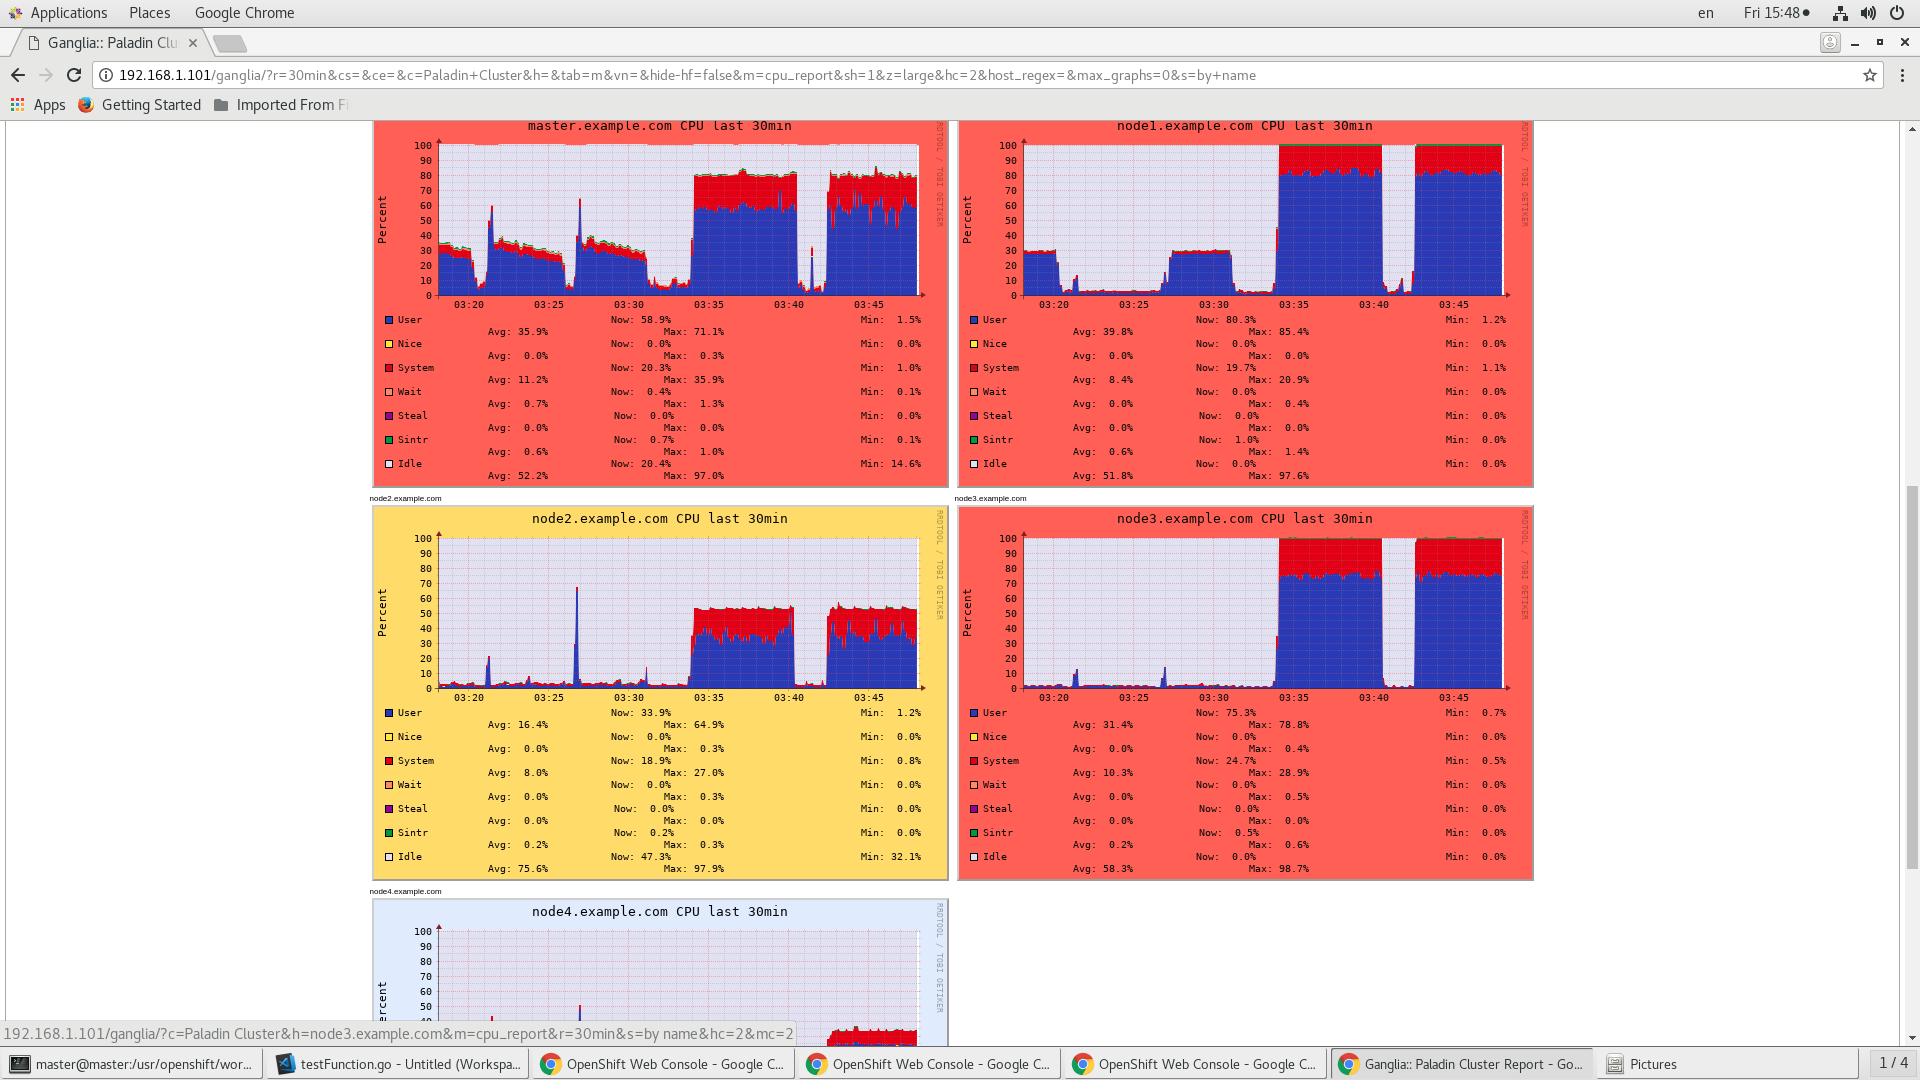 Applications Places Google Chrome en Fri 15:48
Ganglia:: Paladin Clu
192.168.1.101/ganglia/?r=30min&cs=&ce=&c=Paladin+Cluster&h=&tab=m&vn=&hide-hf=false&m=cpu_report&sh=1&z=large&hc=2&host_regex=&max_graphs=0&s=by+name
Apps Getting Started Imported From Fi
master.example.com CPU last 30min
RRDTOOL / TOBI OETIKER
Percent
100
90
80
70
60
50
40
30
20
10
0
03:20 03:25 03:30 03:35 03:40 03:45
User Now: 58.9% Min: 1.5%
Avg: 35.9% Max: 71.1%
Nice Now: 0.0% Min: 0.0%
Avg: 0.0% Max: 0.3%
System Now: 20.3% Min: 1.0%
Avg: 11.2% Max: 35.9%
Wait Now: 0.4% Min: 0.1%
Avg: 0.7% Max: 1.3%
Steal Now: 0.0% Min: 0.0%
Avg: 0.0% Max: 0.0%
Sintr Now: 0.7% Min: 0.1%
Avg: 0.6% Max: 1.0%
Idle Now: 20.4% Min: 14.6%
Avg: 52.2% Max: 97.0%
node1.example.com CPU last 30min
RRDTOOL / TOBI OETIKER
Percent
100
90
80
70
60
50
40
30
20
10
0
03:20 03:25 03:30 03:35 03:40 03:45
User Now: 80.3% Min: 1.2%
Avg: 39.8% Max: 85.4%
Nice Now: 0.0% Min: 0.0%
Avg: 0.0% Max: 0.0%
System Now: 19.7% Min: 1.1%
Avg: 8.4% Max: 20.9%
Wait Now: 0.0% Min: 0.0%
Avg: 0.0% Max: 0.4%
Steal Now: 0.0% Min: 0.0%
Avg: 0.0% Max: 0.0%
Sintr Now: 1.0% Min: 0.0%
Avg: 0.6% Max: 1.4%
Idle Now: 0.0% Min: 0.0%
Avg: 51.8% Max: 97.6%
node2.example.com
node2.example.com CPU last 30min
RRDTOOL / TOBI OETIKER
Percent
100
90
80
70
60
50
40
30
20
10
0
03:20 03:25 03:30 03:35 03:40 03:45
User Now: 33.9% Min: 1.2%
Avg: 16.4% Max: 64.9%
Nice Now: 0.0% Min: 0.0%
Avg: 0.0% Max: 0.3%
System Now: 18.9% Min: 0.8%
Avg: 8.0% Max: 27.0%
Wait Now: 0.0% Min: 0.0%
Avg: 0.0% Max: 0.3%
Steal Now: 0.0% Min: 0.0%
Avg: 0.0% Max: 0.0%
Sintr Now: 0.2% Min: 0.0%
Avg: 0.2% Max: 0.3%
Idle Now: 47.3% Min: 32.1%
Avg: 75.6% Max: 97.9%
node3.example.com
node3.example.com CPU last 30min
RRDTOOL / TOBI OETIKER
Percent
100
90
80
70
60
50
40
30
20
10
0
03:20 03:25 03:30 03:35 03:40 03:45
User Now: 75.3% Min: 0.7%
Avg: 31.4% Max: 78.8%
Nice Now: 0.0% Min: 0.0%
Avg: 0.0% Max: 0.4%
System Now: 24.7% Min: 0.5%
Avg: 10.3% Max: 28.9%
Wait Now: 0.0% Min: 0.0%
Avg: 0.0% Max: 0.5%
Steal Now: 0.0% Min: 0.0%
Avg: 0.0% Max: 0.0%
Sintr Now: 0.5% Min: 0.0%
Avg: 0.2% Max: 0.6%
Idle Now: 0.0% Min: 0.0%
Avg: 58.3% Max: 98.7%
node4.example.com
node4.example.com CPU last 30min
RRDTOOL / TOBI OETIKER
Percent
100
90
80
70
60
50
40
192.168.1.101/ganglia/?c=Paladin Cluster&h=node3.example.com&m=cpu_report&r=30min&s=by name&hc=2&mc=2
master@master:/usr/openshift/wor... testFunction.go - Untitled (Workspa... OpenShift Web Console - Google C... OpenShift Web Console - Google C... OpenShift Web Console - Google C... Ganglia:: Paladin Cluster Report - Go... Pictures 1 / 4